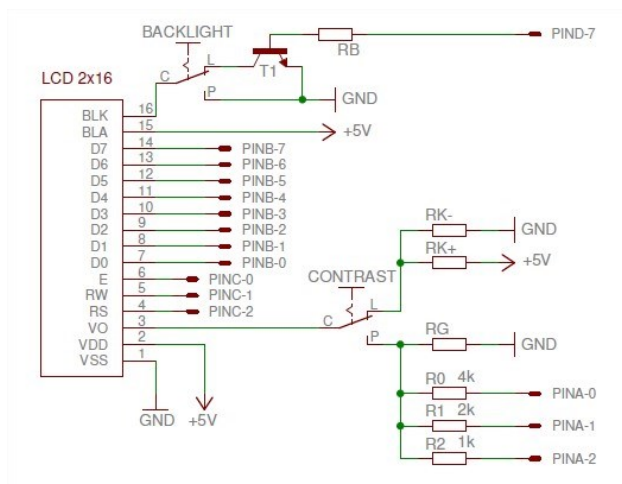 BACKLIGHT
RB
PIND-7
L
T1
LCD 2x16
C
P
GND
BLK 16
BLA 15 +5V
D7 14 PINB-7
D6 13 PINB-6
D5 12 PINB-5
D4 11 PINB-4
D3 10 PINB-3
D2 9 PINB-2
D1 8 PINB-1
D0 7 PINB-0
E 6 PINC-0
RW 5 PINC-1
RS 4 PINC-2
VO 3
VDD 2
VSS 1
GND +5V
RK-
GND
RK+
+5V
CONTRAST
L
C
P
RG
GND
R0 4k
PINA-0
R1 2k
PINA-1
R2 1k
PINA-2